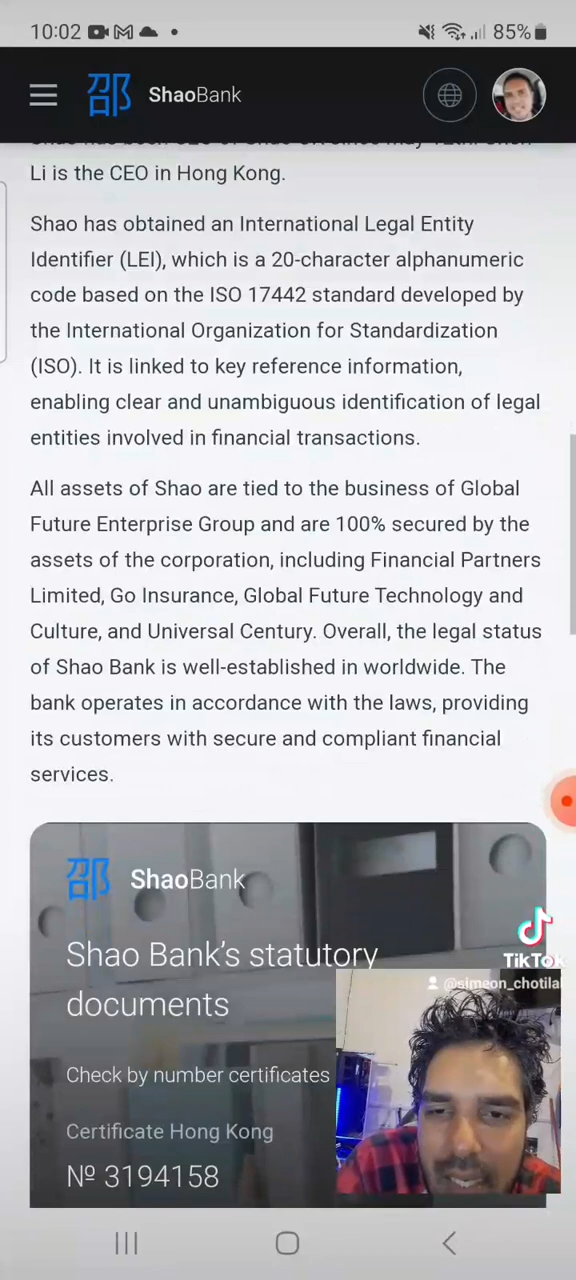 10:02
85%
邵 ShaoBank
Li is the CEO in Hong Kong.
Shao has obtained an International Legal Entity
Identifier (LEI), which is a 20-character alphanumeric
code based on the ISO 17442 standard developed by
the International Organization for Standardization
(ISO). It is linked to key reference information,
enabling clear and unambiguous identification of legal
entities involved in financial transactions.
All assets of Shao are tied to the business of Global
Future Enterprise Group and are 100% secured by the
assets of the corporation, including Financial Partners
Limited, Go Insurance, Global Future Technology and
Culture, and Universal Century. Overall, the legal status
of Shao Bank is well-established in worldwide. The
bank operates in accordance with the laws, providing
its customers with secure and compliant financial
services.
邵 ShaoBank
Shao Bank's statutory
documents
TikTok
@simeon_chotilal
Check by number certificates
Certificate Hong Kong
Nº 3194158